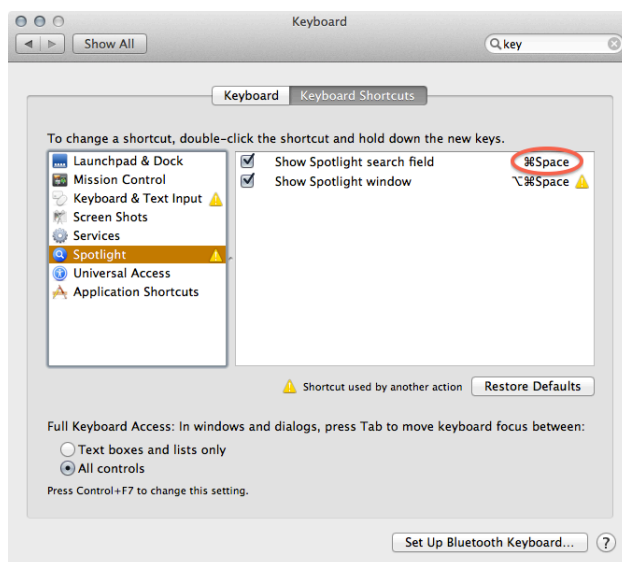 Keyboard
Show All
key
Keyboard Keyboard Shortcuts
To change a shortcut, double-click the shortcut and hold down the new keys.
Launchpad & Dock
Mission Control
Keyboard & Text Input
Screen Shots
Services
Spotlight
Universal Access
Application Shortcuts
Show Spotlight search field ⌘Space
Show Spotlight window ⌥⌘Space
Shortcut used by another action Restore Defaults
Full Keyboard Access: In windows and dialogs, press Tab to move keyboard focus between:
Text boxes and lists only
All controls
Press Control+F7 to change this setting.
Set Up Bluetooth Keyboard... ?